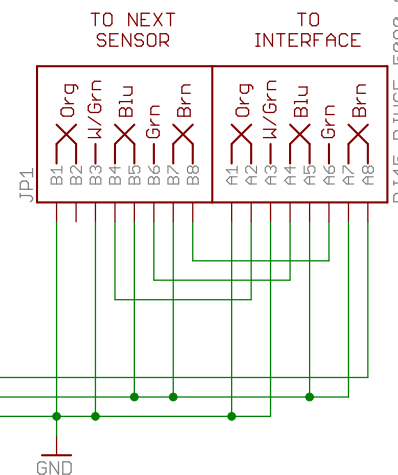 TO NEXT
SENSOR
TO
INTERFACE
Org
W/Grn
Blu
Grn
Brn
Org
W/Grn
Blu
Grn
Brn
B1 B2 B3 B4 B5 B6 B7 B8 A1 A2 A3 A4 A5 A6 A7 A8
JP1
GND